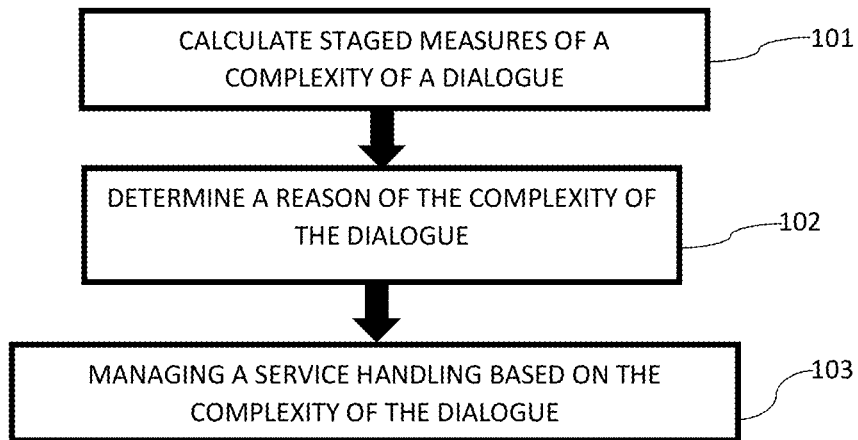 CALCULATE STAGED MEASURES OF A
COMPLEXITY OF A DIALOGUE
101
DETERMINE A REASON OF THE COMPLEXITY OF
THE DIALOGUE
102
MANAGING A SERVICE HANDLING BASED ON THE
COMPLEXITY OF THE DIALOGUE
103